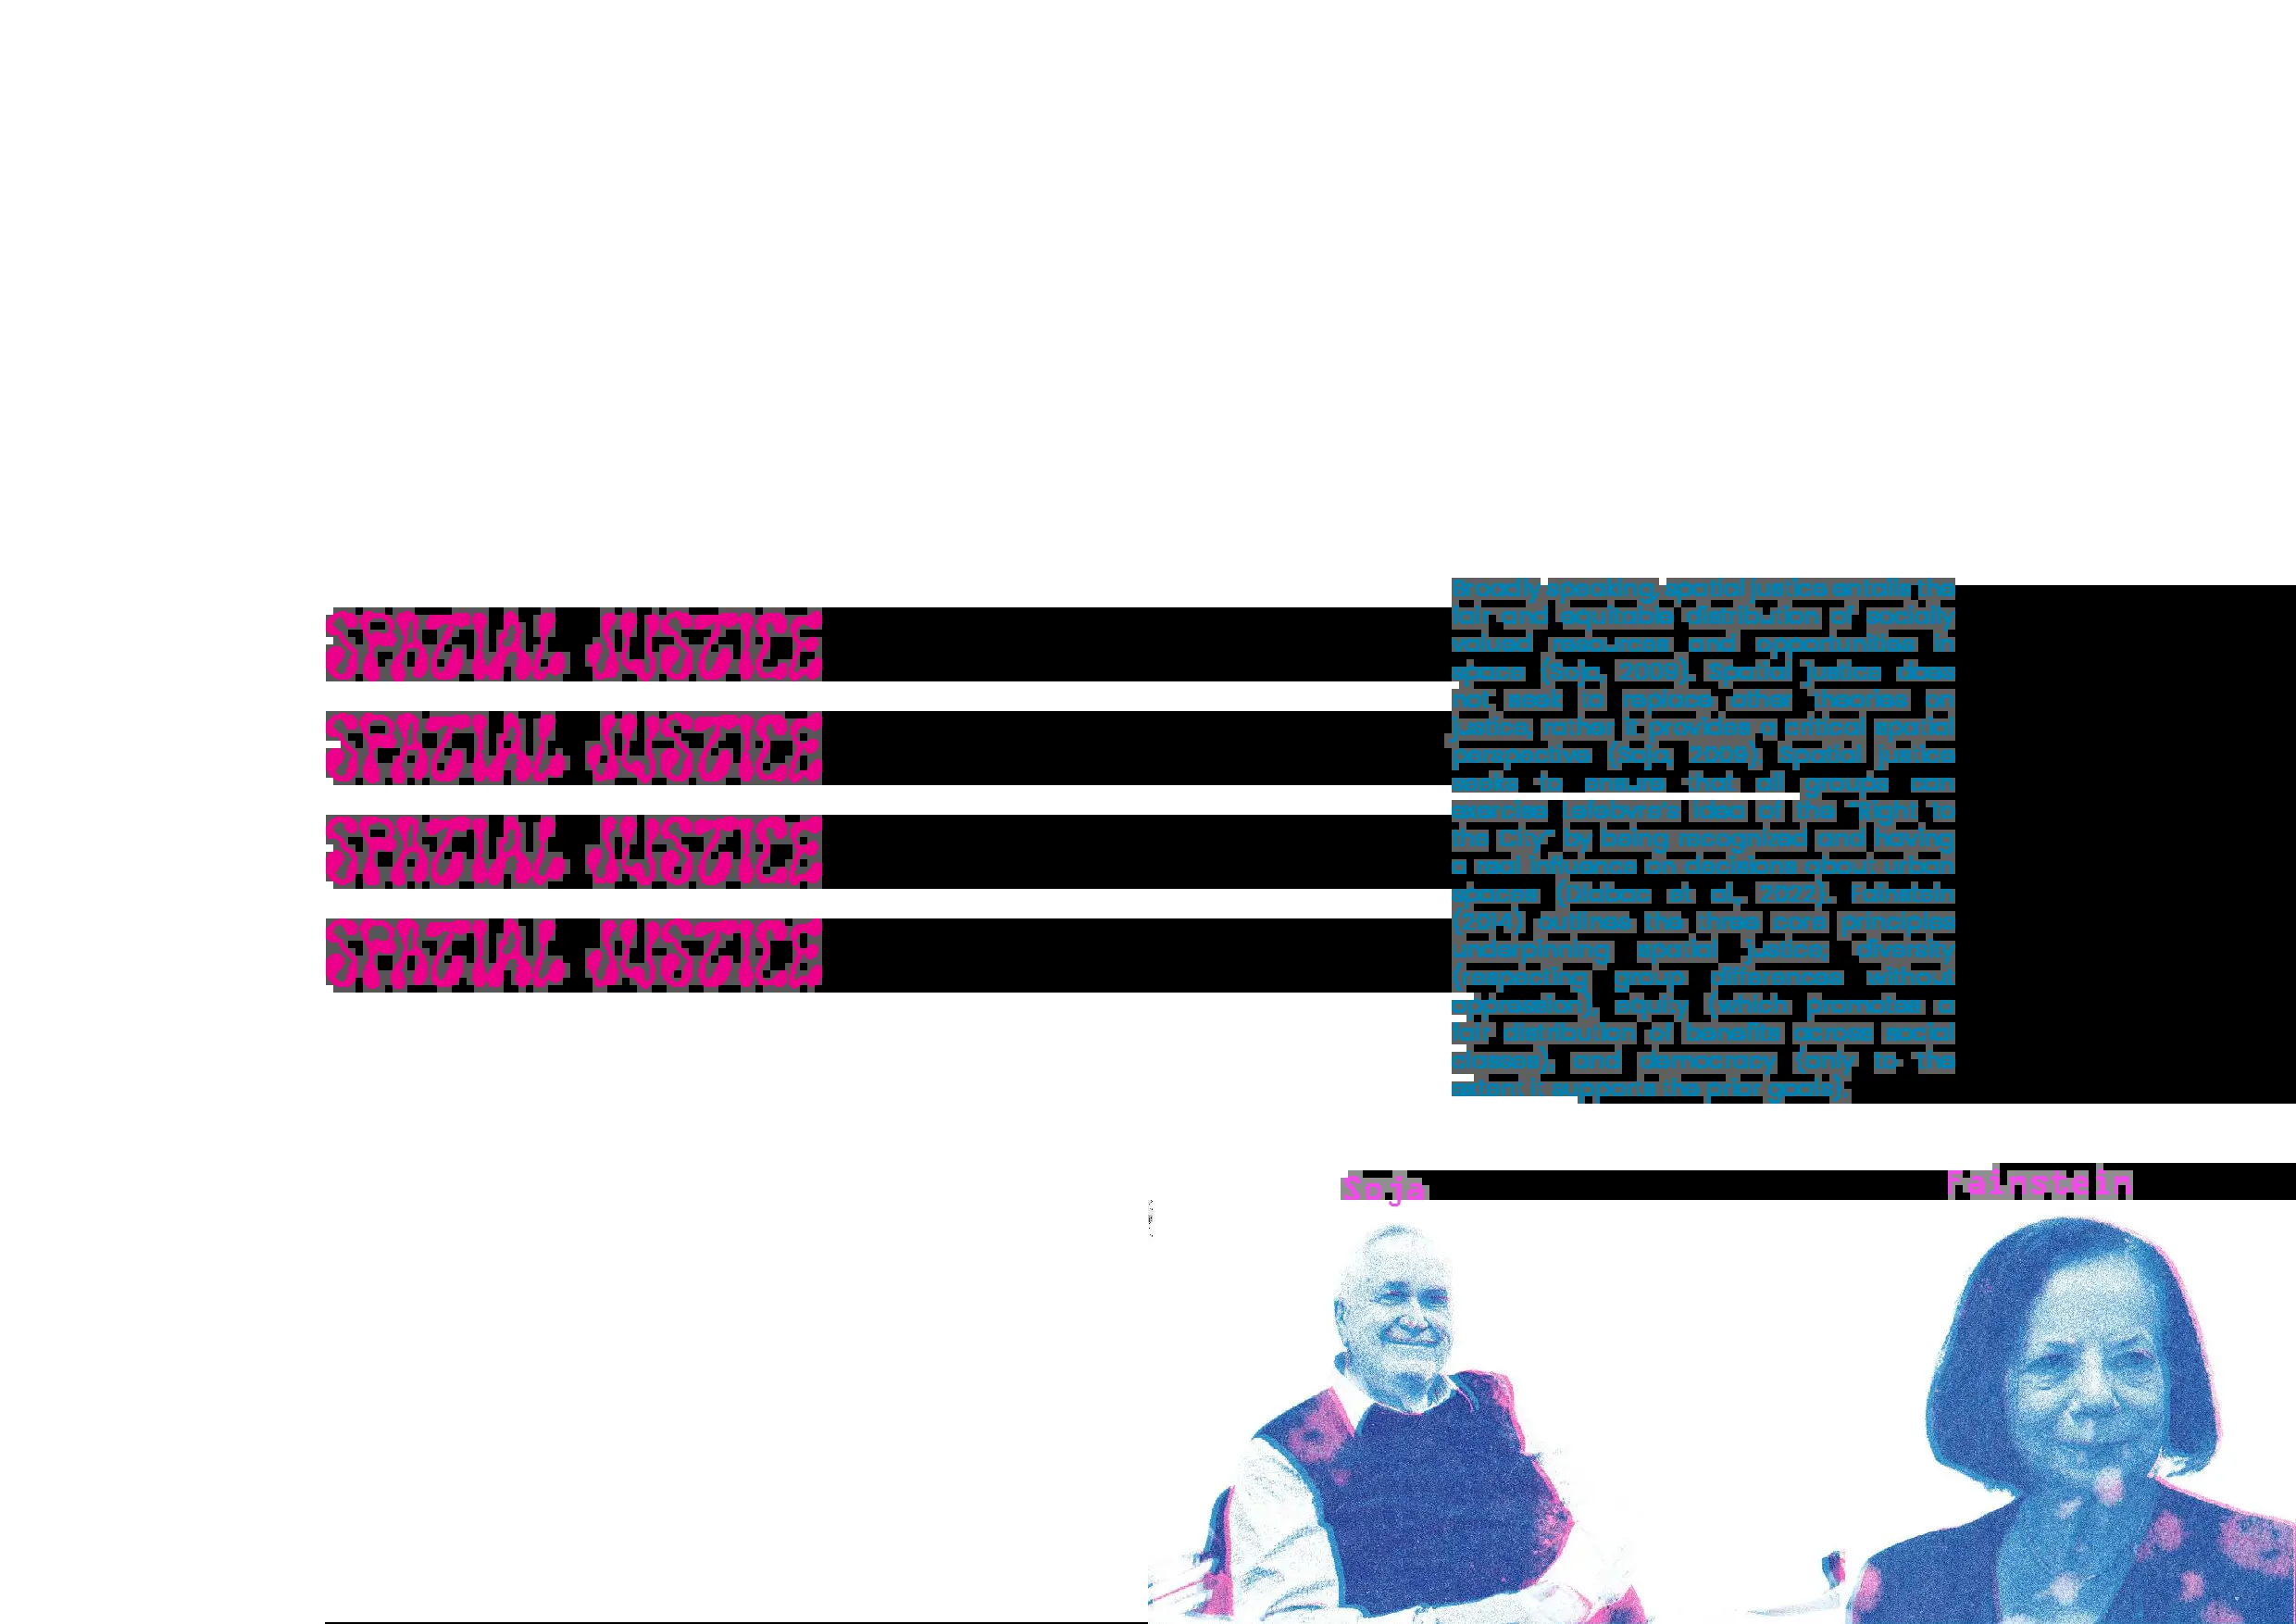 SPATIAL JUSTICE
SPATIAL JUSTICE
SPATIAL JUSTICE
SPATIAL JUSTICE
Broadly speaking, spatial justice entails the
fair and equitable distribution of socially
valued resources and opportunities in
space (Soja, 2009). Spatial justice does
not seek to replace other theories on
justice, rather it provides a critical spatial
perspective (Soja, 2009). Spatial justice
seeks to ensure that all groups can
exercise Lefebvre's idea of the "Right to
the City" by being recognized and having
a real influence on decisions about urban
spaces (Globac et al., 2022). Fainstein
(2014) outlines the three core principles
underpinning spatial justice; diversity
(respecting group differences without
oppression), equity (which promotes a
fair distribution of benefits across social
classes), and democracy (only to the
extent it supports the prior goals).
Soja
Fainstein